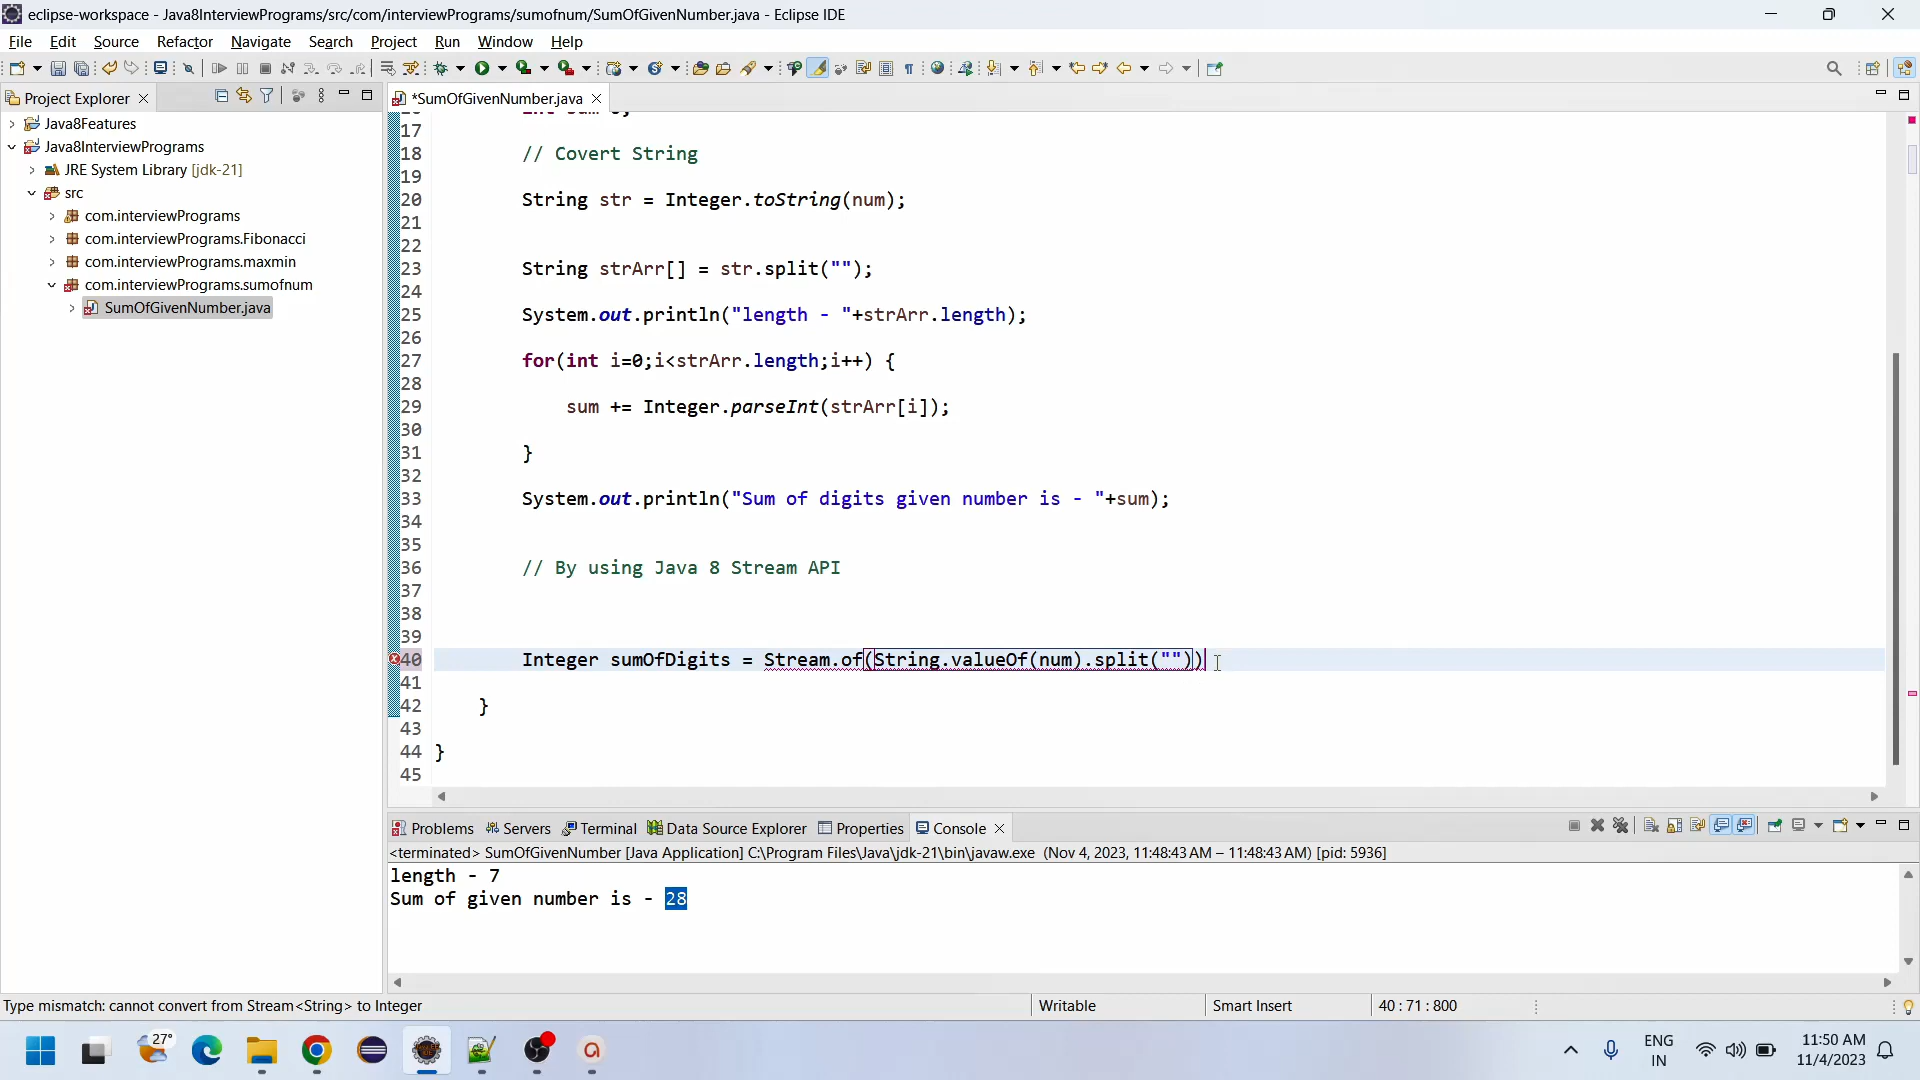 eclipse-workspace - Java8InterviewPrograms/src/com/interviewPrograms/sumofnum/SumOfGivenNumber.java - Eclipse IDE
File Edit Source Refactor Navigate Search Project Run Window Help
Project Explorer
*SumOfGivenNumber.java
Java8Features
Java8InterviewPrograms
JRE System Library [jdk-21]
src
com.interviewPrograms
com.interviewPrograms.Fibonacci
com.interviewPrograms.maxmin
com.interviewPrograms.sumofnum
SumOfGivenNumber.java
17
18 // Covert String
19
20 String str = Integer.toString(num);
21
22
23 String strArr[] = str.split("");
24
25 System.out.println("length - "+strArr.length);
26
27 for(int i=0;i<strArr.length;i++) {
28
29 sum += Integer.parseInt(strArr[i]);
30
31 }
32
33 System.out.println("Sum of digits given number is - "+sum);
34
35
36 // By using Java 8 Stream API
37
38
39
40 Integer sumOfDigits = Stream.of(String.valueOf(num).split(""))
41
42 }
43
44 }
45
Problems Servers Terminal Data Source Explorer Properties Console
<terminated> SumOfGivenNumber [Java Application] C:\Program Files\Java\jdk-21\bin\javaw.exe (Nov 4, 2023, 11:48:43 AM – 11:48:43 AM) [pid: 5936]
length - 7
Sum of given number is - 28
Type mismatch: cannot convert from Stream<String> to Integer
Writable
Smart Insert
40 : 71 : 800
27°
ENG
IN
11:50 AM
11/4/2023